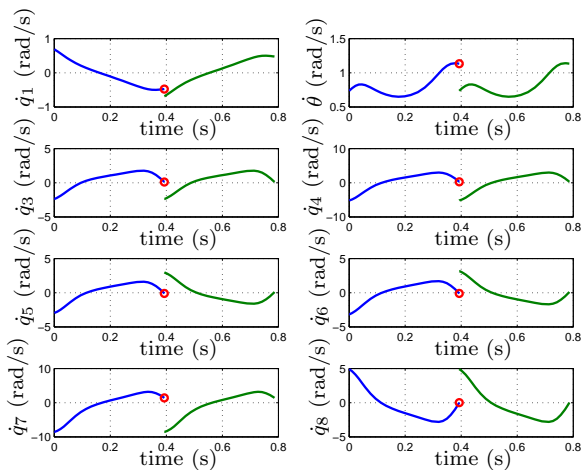 1
0
−1
0 0.2 0.4 0.6 0.8
time (s)
q̇1 (rad/s)
1.5
1
0.5
0 0.2 0.4 0.6 0.8
time (s)
θ̇ (rad/s)
5
0
−5
0 0.2 0.4 0.6 0.8
time (s)
q̇3 (rad/s)
10
0
−10
0 0.2 0.4 0.6 0.8
time (s)
q̇4 (rad/s)
5
0
−5
0 0.2 0.4 0.6 0.8
time (s)
q̇5 (rad/s)
5
0
−5
0 0.2 0.4 0.6 0.8
time (s)
q̇6 (rad/s)
10
0
−10
0 0.2 0.4 0.6 0.8
time (s)
q̇7 (rad/s)
5
0
5
0 0.2 0.4 0.6 0.8
time (s)
q̇8 (rad/s)